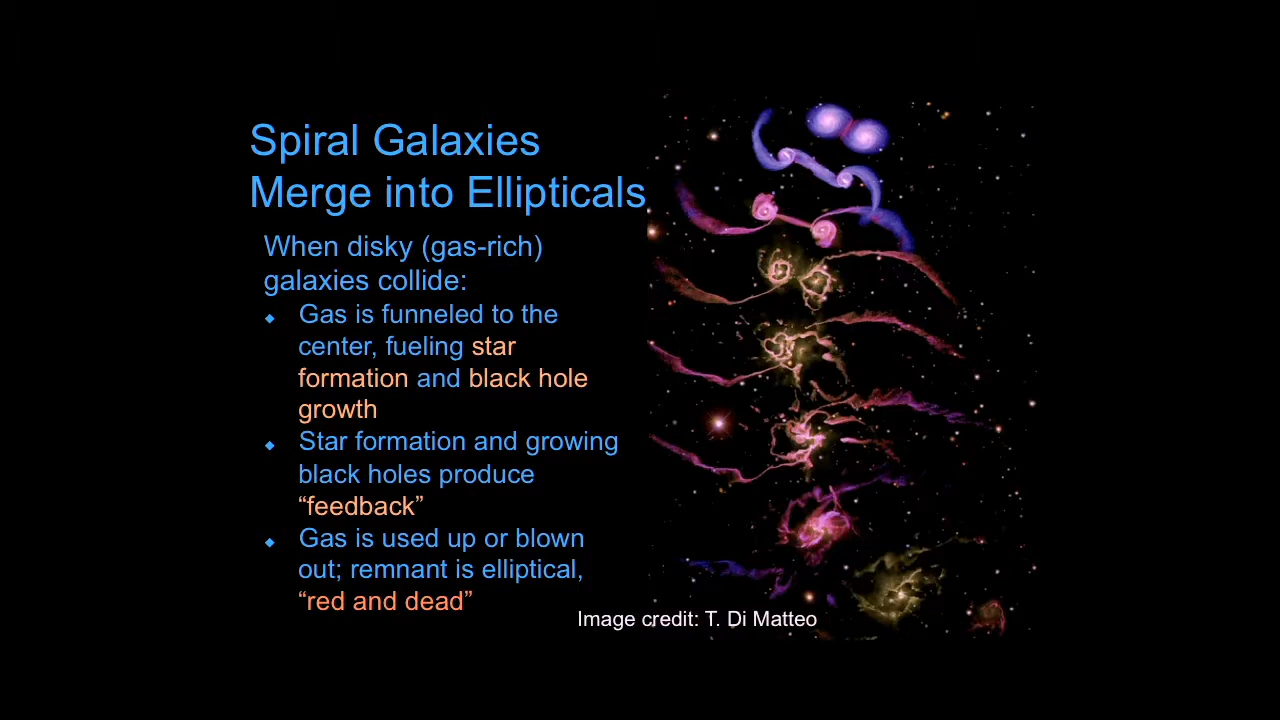 Spiral Galaxies
Merge into Ellipticals
When disky (gas-rich)
galaxies collide:
Gas is funneled to the
center, fueling star
formation and black hole
growth
Star formation and growing
black holes produce
“feedback”
Gas is used up or blown
out; remnant is elliptical,
“red and dead”
Image credit: T. Di Matteo